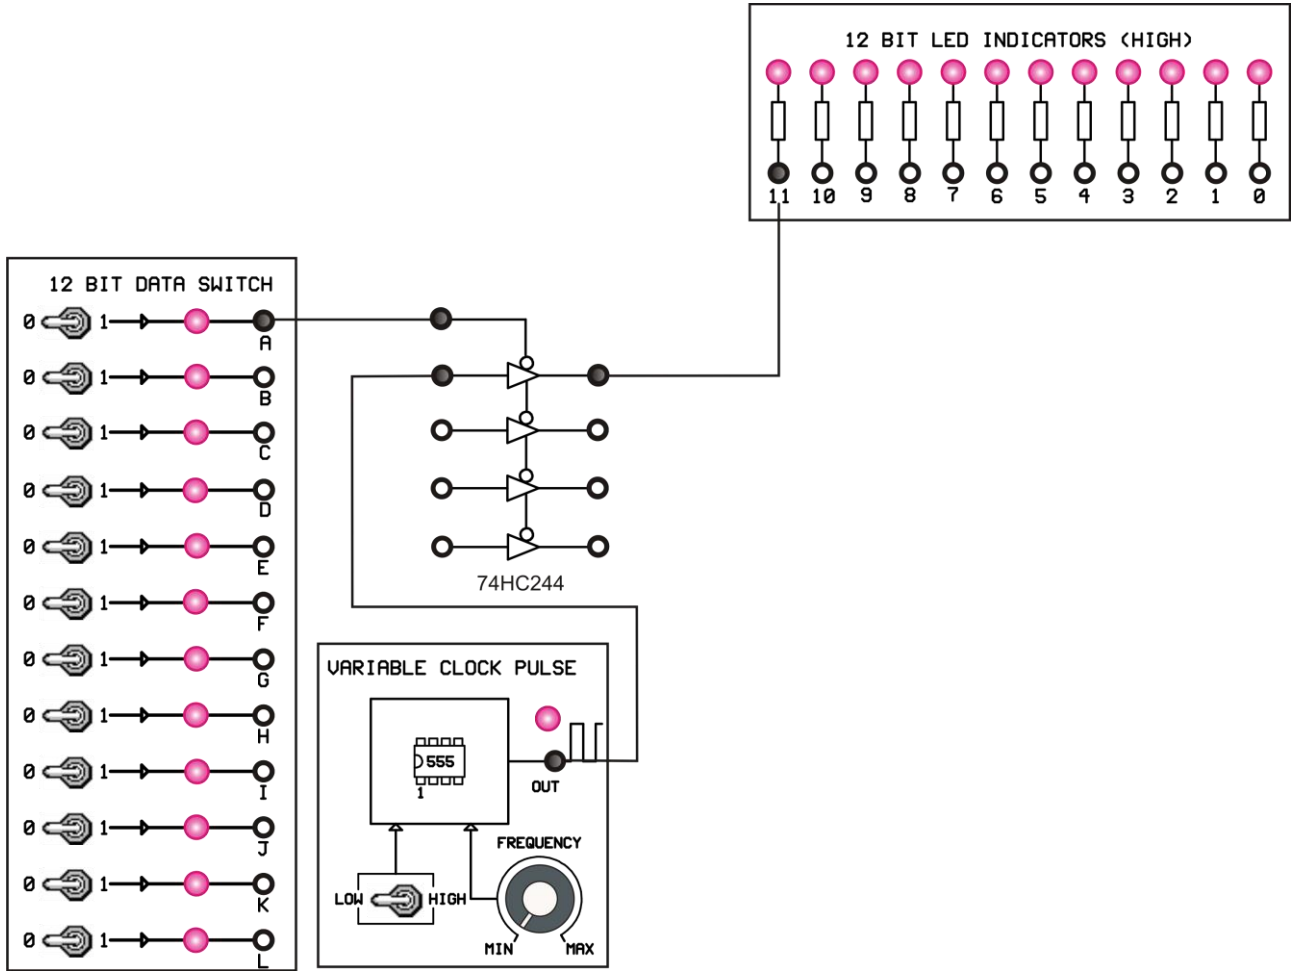 12 BIT LED INDICATORS (HIGH)
11 10 9 8 7 6 5 4 3 2 1 0
12 BIT DATA SWITCH
0 1 A
0 1 B
0 1 C
0 1 D
0 1 E
0 1 F
0 1 G
0 1 H
0 1 I
0 1 J
0 1 K
0 1 L
74HC244
VARIABLE CLOCK PULSE
555
1
OUT
FREQUENCY
LOW HIGH
MIN MAX